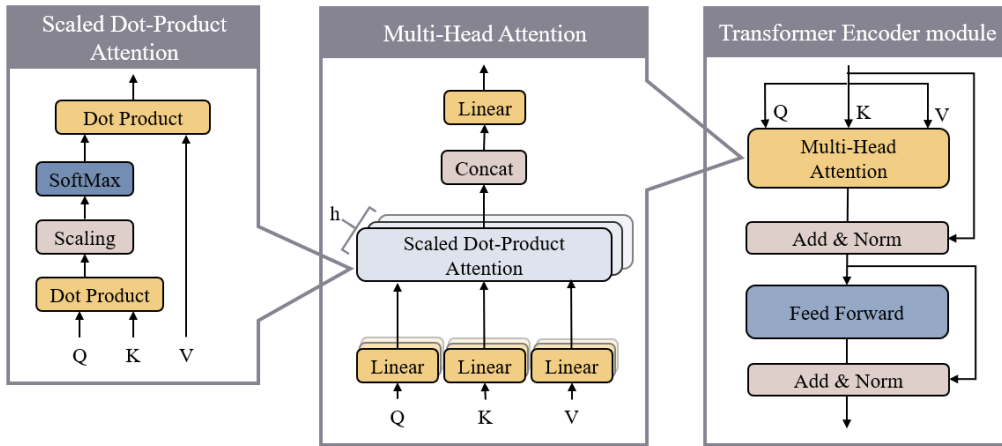 Scaled Dot-Product
Attention
Dot Product
SoftMax
Scaling
Dot Product
Q K V
Multi-Head Attention
Linear
Concat
h
Scaled Dot-Product
Attention
Linear Linear Linear
Q K V
Transformer Encoder module
Q K V
Multi-Head
Attention
Add & Norm
Feed Forward
Add & Norm